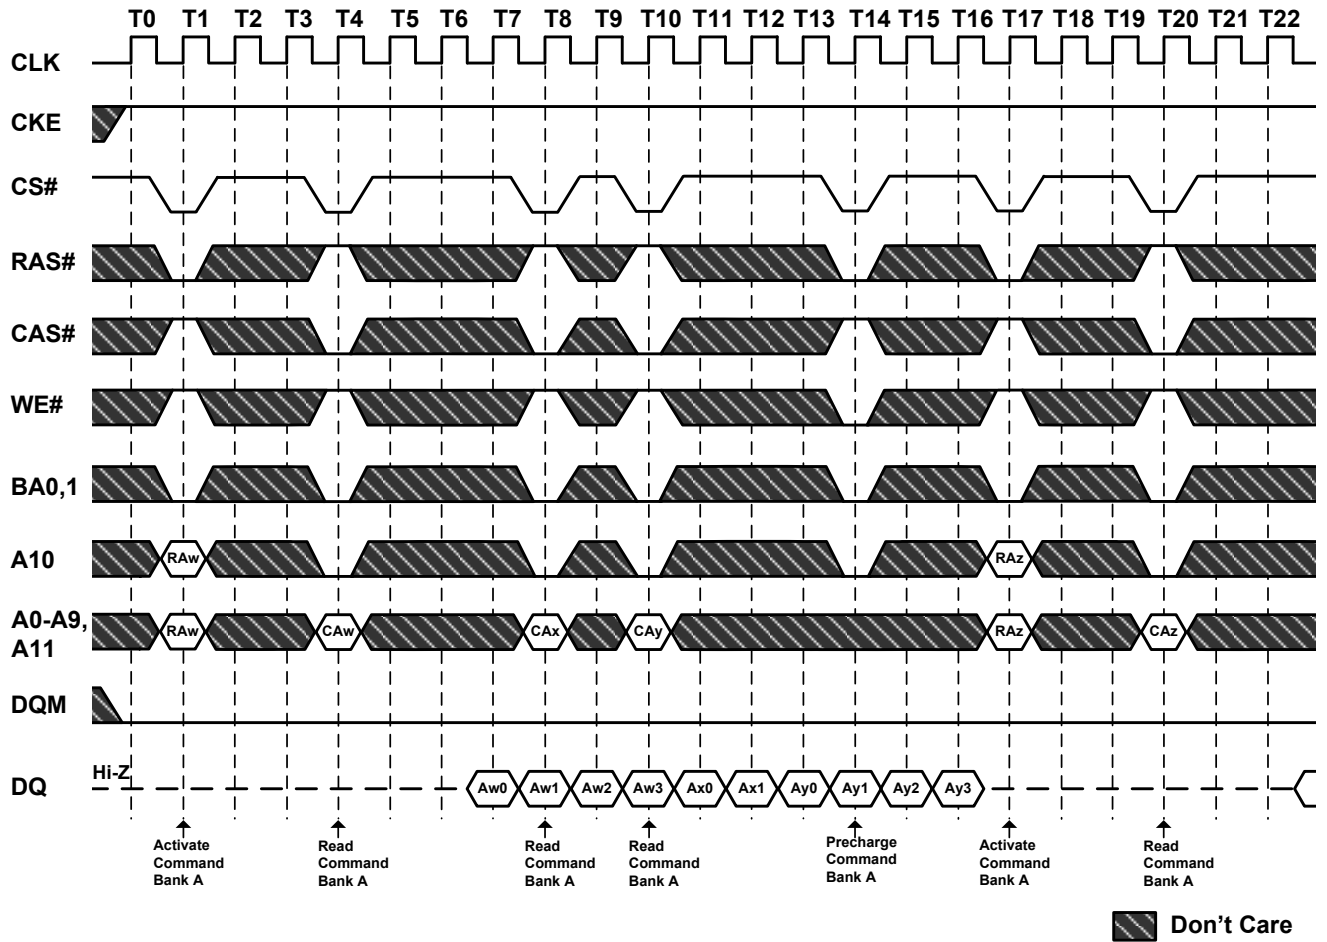 T0 T1 T2 T3 T4 T5 T6 T7 T8 T9 T10 T11 T12 T13 T14 T15 T16 T17 T18 T19 T20 T21 T22
CLK
CKE
CS#
RAS#
CAS#
WE#
BA0,1
A10 RAw RAz
A0-A9,
A11 RAw CAw CAx CAy RAz CAz
DQM
Hi-Z
DQ Aw0 Aw1 Aw2 Aw3 Ax0 Ax1 Ay0 Ay1 Ay2 Ay3
Activate
Command
Bank A
Read
Command
Bank A
Read
Command
Bank A
Read
Command
Bank A
Precharge
Command
Bank A
Activate
Command
Bank A
Read
Command
Bank A
Don't Care